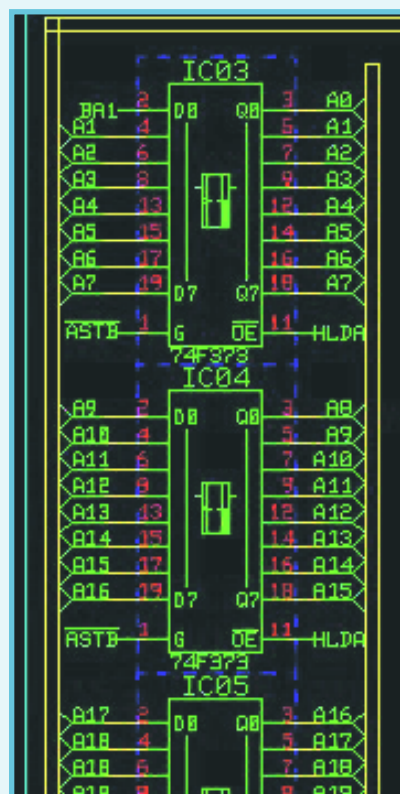 IC03
BA1 2 D0 Q0 3 A0
A1 4 5 A1
A2 6 7 A2
A3 8 9 A3
A4 13 12 A4
A5 15 14 A5
A6 17 16 A6
A7 19 D7 Q7 18 A7
ASTB 1 G OE 11 HLDA
74F373
IC04
A9 2 D0 Q0 3 A8
A10 4 5 A9
A11 6 7 A10
A12 8 9 A11
A13 13 12 A12
A14 15 14 A13
A15 17 16 A14
A16 19 D7 Q7 18 A15
ASTB 1 G OE 11 HLDA
74F373
IC05
A17 2 D0 Q0 3 A16
A18 4 5 A17
A18 6 7 A18